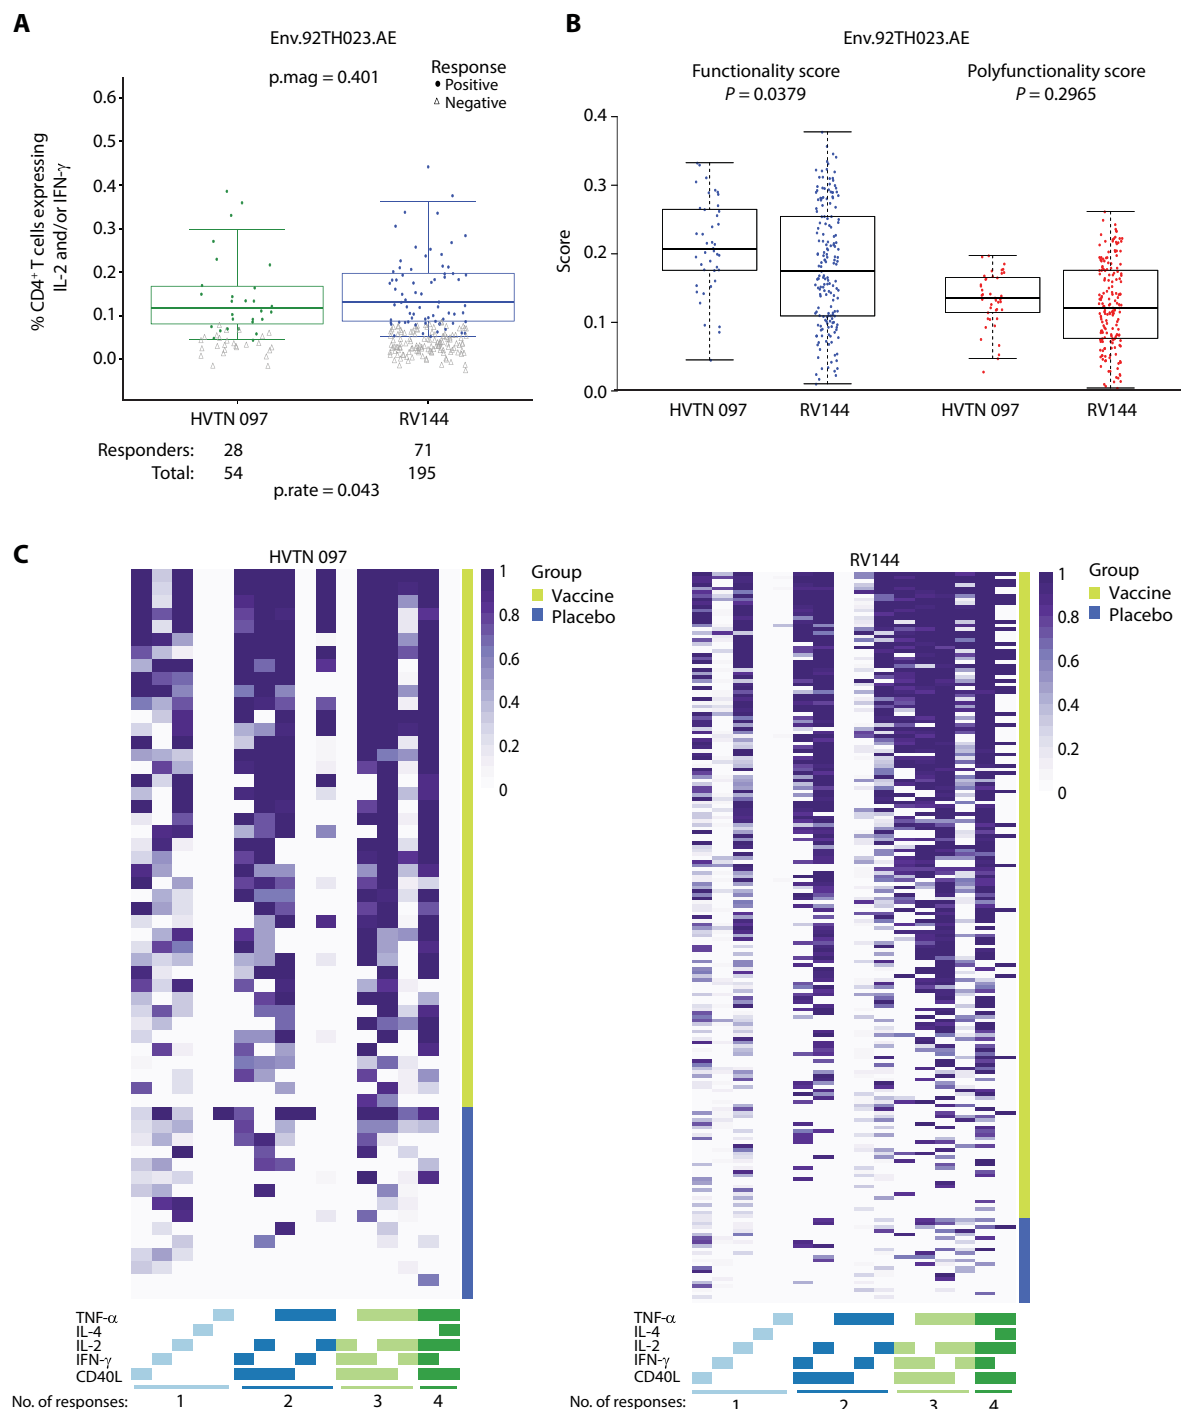 A
Env.92TH023.AE
p.mag = 0.401
Response
Positive
Negative
% CD4+ T cells expressing
IL-2 and/or IFN-γ
0.6
0.5
0.4
0.3
0.2
0.1
0.0
HVTN 097 RV144
Responders: 28 71
Total: 54 195
p.rate = 0.043
B
Env.92TH023.AE
Functionality score Polyfunctionality score
P = 0.0379 P = 0.2965
Score
0.4
0.3
0.2
0.1
0.0
HVTN 097 RV144 HVTN 097 RV144
C
HVTN 097
1
0.8
0.6
0.4
0.2
0
Group
Vaccine
Placebo
TNF-α
IL-4
IL-2
IFN-γ
CD40L
No. of responses: 1 2 3 4
RV144
1
0.8
0.6
0.4
0.2
0
Group
Vaccine
Placebo
TNF-α
IL-4
IL-2
IFN-γ
CD40L
No. of responses: 1 2 3 4